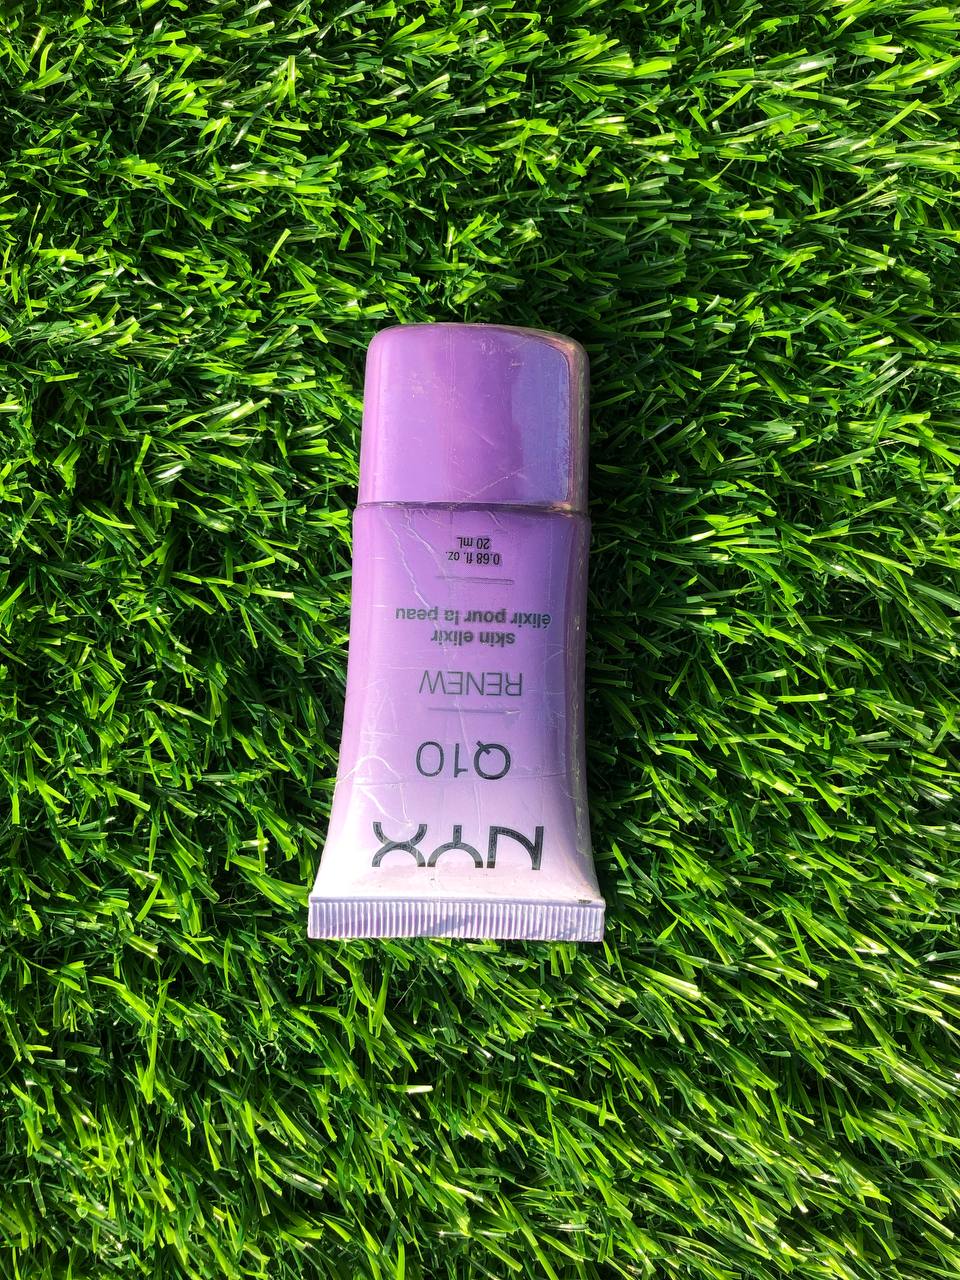 NYX
Q10
RENEW
skin elixir
élixir pour la peau
0.68 fl. oz.
20 mL